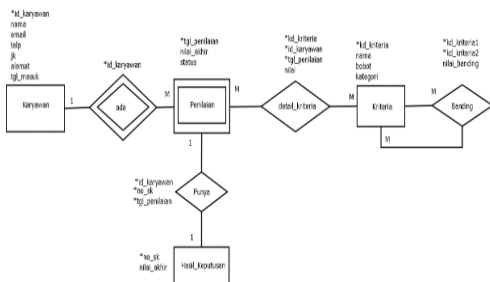 *id_karyawan
nama
email
telp
jk
alamat
tgl_masuk
Karyawan
1
*id_karyawan
ada
M
*tgl_penilaian
nilai_akhir
status
Penilaian
M
*kd_kriteria
*id_karyawan
*tgl_penilaian
nilai
detail_kriteria
M
*kd_kriteria
nama
bobot
kategori
Kriteria
M
*kd_kriteria1
*kd_kriteria2
nilai_banding
Banding
M
1
*id_karyawan
*no_sk
*tgl_penilaian
Punya
1
*no_sk
nilai_akhir
Hasil_Keputusan